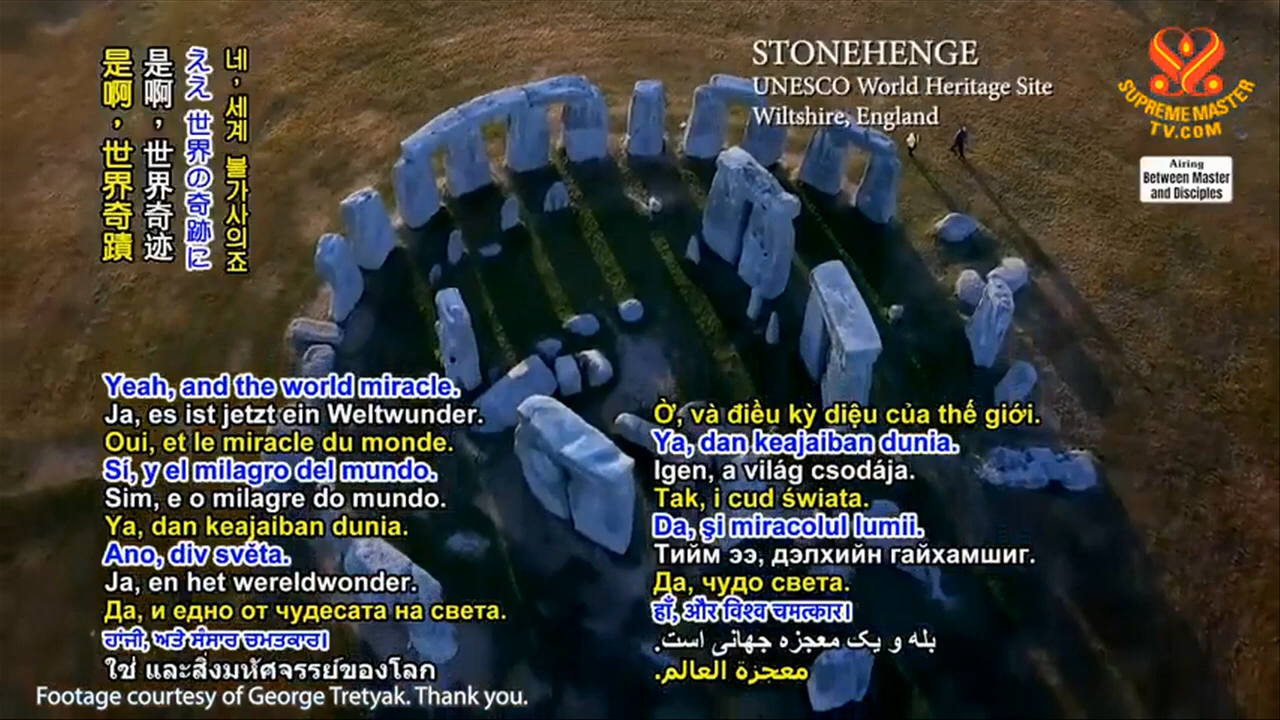 是啊，世界奇蹟
是啊，世界奇迹
ええ 世界の奇跡に
네, 세계 불가사의죠
STONEHENGE
UNESCO World Heritage Site
Wiltshire, England
SUPREME MASTER
TV.COM
Airing
Between Master
and Disciples
Yeah, and the world miracle.
Ja, es ist jetzt ein Weltwunder.
Oui, et le miracle du monde.
Sí, y el milagro del mundo.
Sim, e o milagre do mundo.
Ya, dan keajaiban dunia.
Ano, div světa.
Ja, en het wereldwonder.
Да, и едно от чудесата на света.
ਹਾਂਜੀ, ਅਤੇ ਸੰਸਾਰ ਚਮਤਕਾਰ।
ใช่ และสิ่งมหัศจรรย์ของโลก
Ờ, và điều kỳ diệu của thế giới.
Ya, dan keajaiban dunia.
Igen, a világ csodája.
Tak, i cud świata.
Da, şi miracolul lumii.
Тийм ээ, дэлхийн гайхамшиг.
Да, чудо света.
हाँ, और विश्व चमत्कार।
بله و یک معجزه جهانی است.
معجزة العالم.
Footage courtesy of George Tretyak. Thank you.